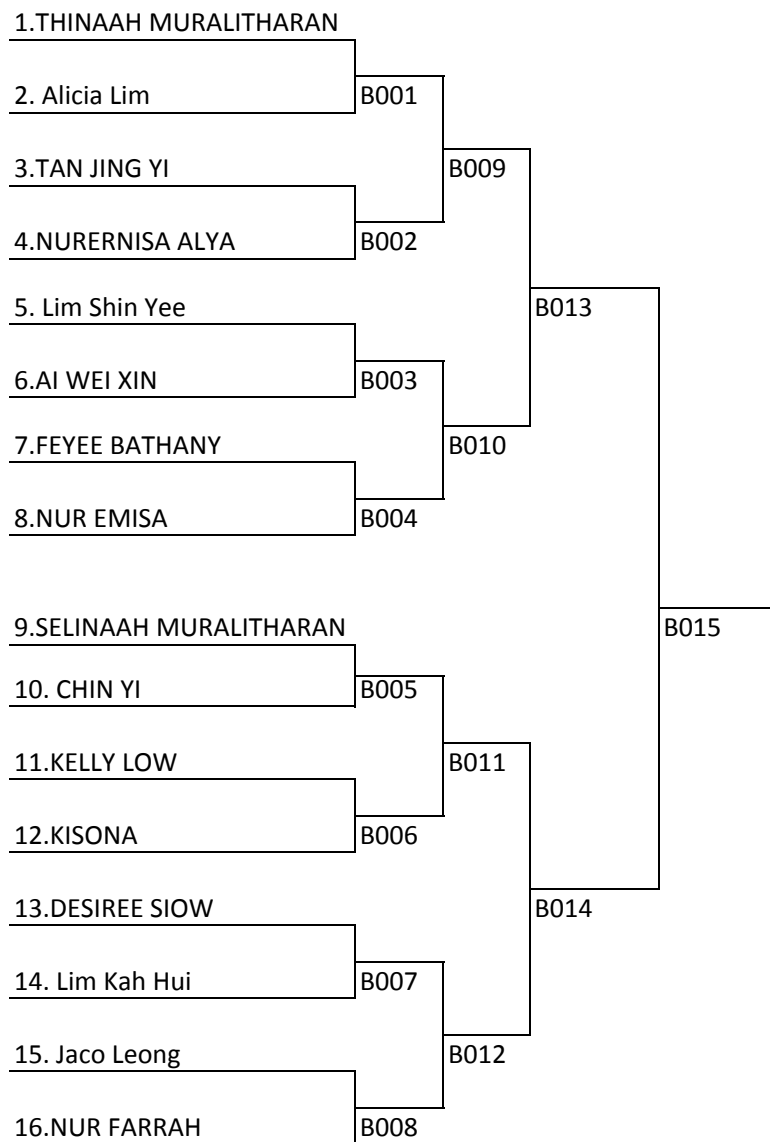 1.THINAAH MURALITHARAN
2. Alicia Lim
B001
3.TAN JING YI
B009
4.NURERNISA ALYA
B002
5. Lim Shin Yee
B013
6.AI WEI XIN
B003
7.FEYEE BATHANY
B010
8.NUR EMISA
B004
9.SELINAAH MURALITHARAN
B015
10. CHIN YI
B005
11.KELLY LOW
B011
12.KISONA
B006
13.DESIREE SIOW
B014
14. Lim Kah Hui
B007
15. Jaco Leong
B012
16.NUR FARRAH
B008